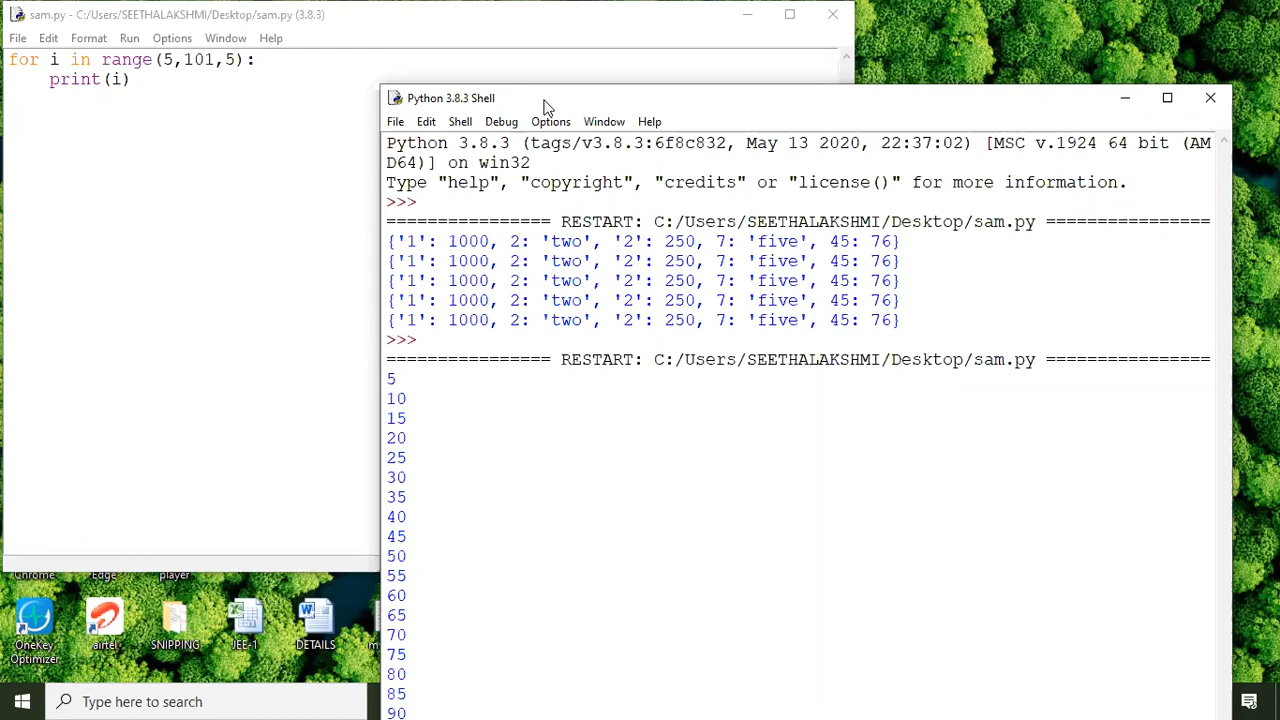 sam.py - C:/Users/SEETHALAKSHMI/Desktop/sam.py (3.8.3)
File Edit Format Run Options Window Help
for i in range(5,101,5):
    print(i)
Python 3.8.3 Shell
File Edit Shell Debug Options Window Help
Python 3.8.3 (tags/v3.8.3:6f8c832, May 13 2020, 22:37:02) [MSC v.1924 64 bit (AM
D64)] on win32
Type "help", "copyright", "credits" or "license()" for more information.
>>>
================ RESTART: C:/Users/SEETHALAKSHMI/Desktop/sam.py ================
{'1': 1000, 2: 'two', '2': 250, 7: 'five', 45: 76}
{'1': 1000, 2: 'two', '2': 250, 7: 'five', 45: 76}
{'1': 1000, 2: 'two', '2': 250, 7: 'five', 45: 76}
{'1': 1000, 2: 'two', '2': 250, 7: 'five', 45: 76}
{'1': 1000, 2: 'two', '2': 250, 7: 'five', 45: 76}
>>>
================ RESTART: C:/Users/SEETHALAKSHMI/Desktop/sam.py ================
5
10
15
20
25
30
35
40
45
50
55
60
65
70
75
80
85
90
Chrome Edge player
OneKey Optimizer
airtel
SNIPPING
JEE-1
DETAILS
Type here to search